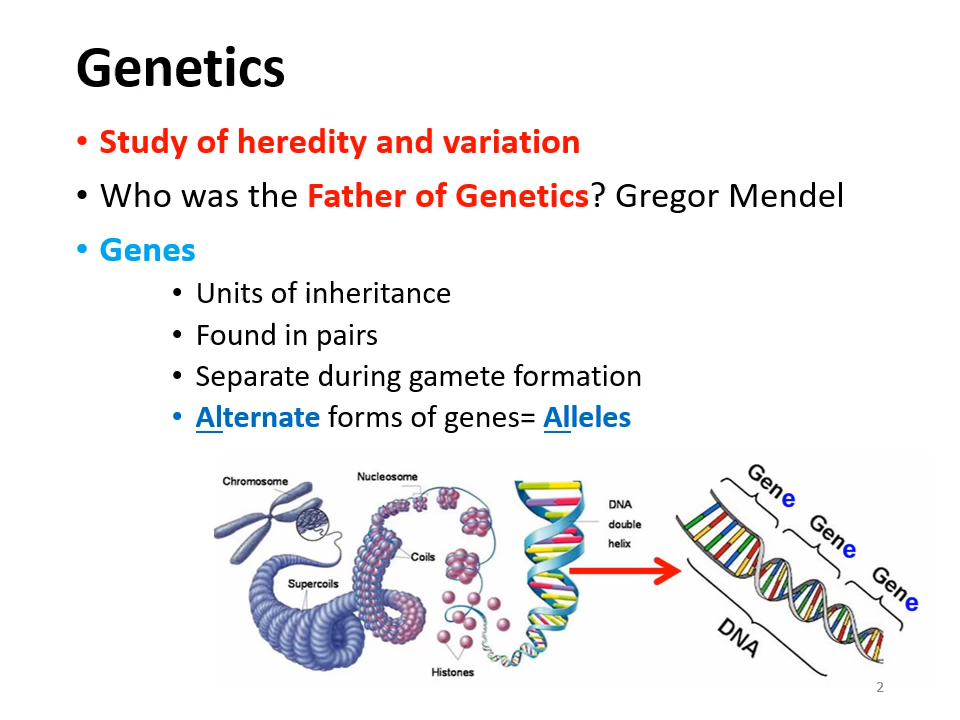 Genetics
• Study of heredity and variation
• Who was the Father of Genetics? Gregor Mendel
• Genes
• Units of inheritance
• Found in pairs
• Separate during gamete formation
• Alternate forms of genes= Alleles
Chromosome
Nucleosome
Coils
Supercoils
Histones
DNA
double
helix
Gene
Gene
Gene
DNA
2